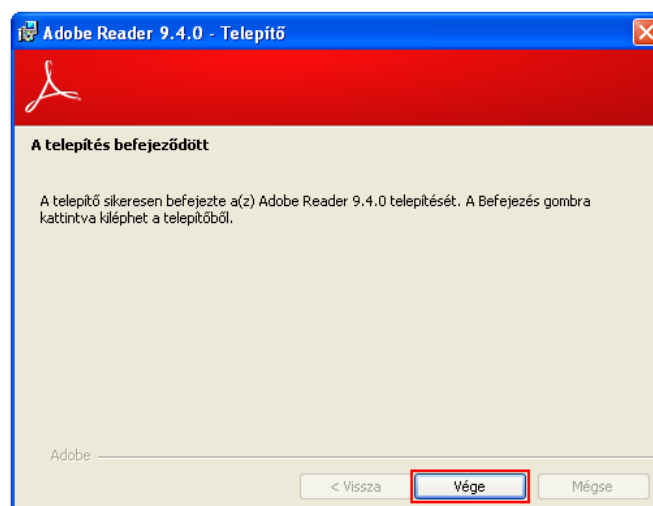 Adobe Reader 9.4.0 - Telepítő
A telepítés befejeződött
A telepítő sikeresen befejezte a(z) Adobe Reader 9.4.0 telepítését. A Befejezés gombra
kattintva kiléphet a telepítőből.
Adobe
< Vissza
Vége
Mégse